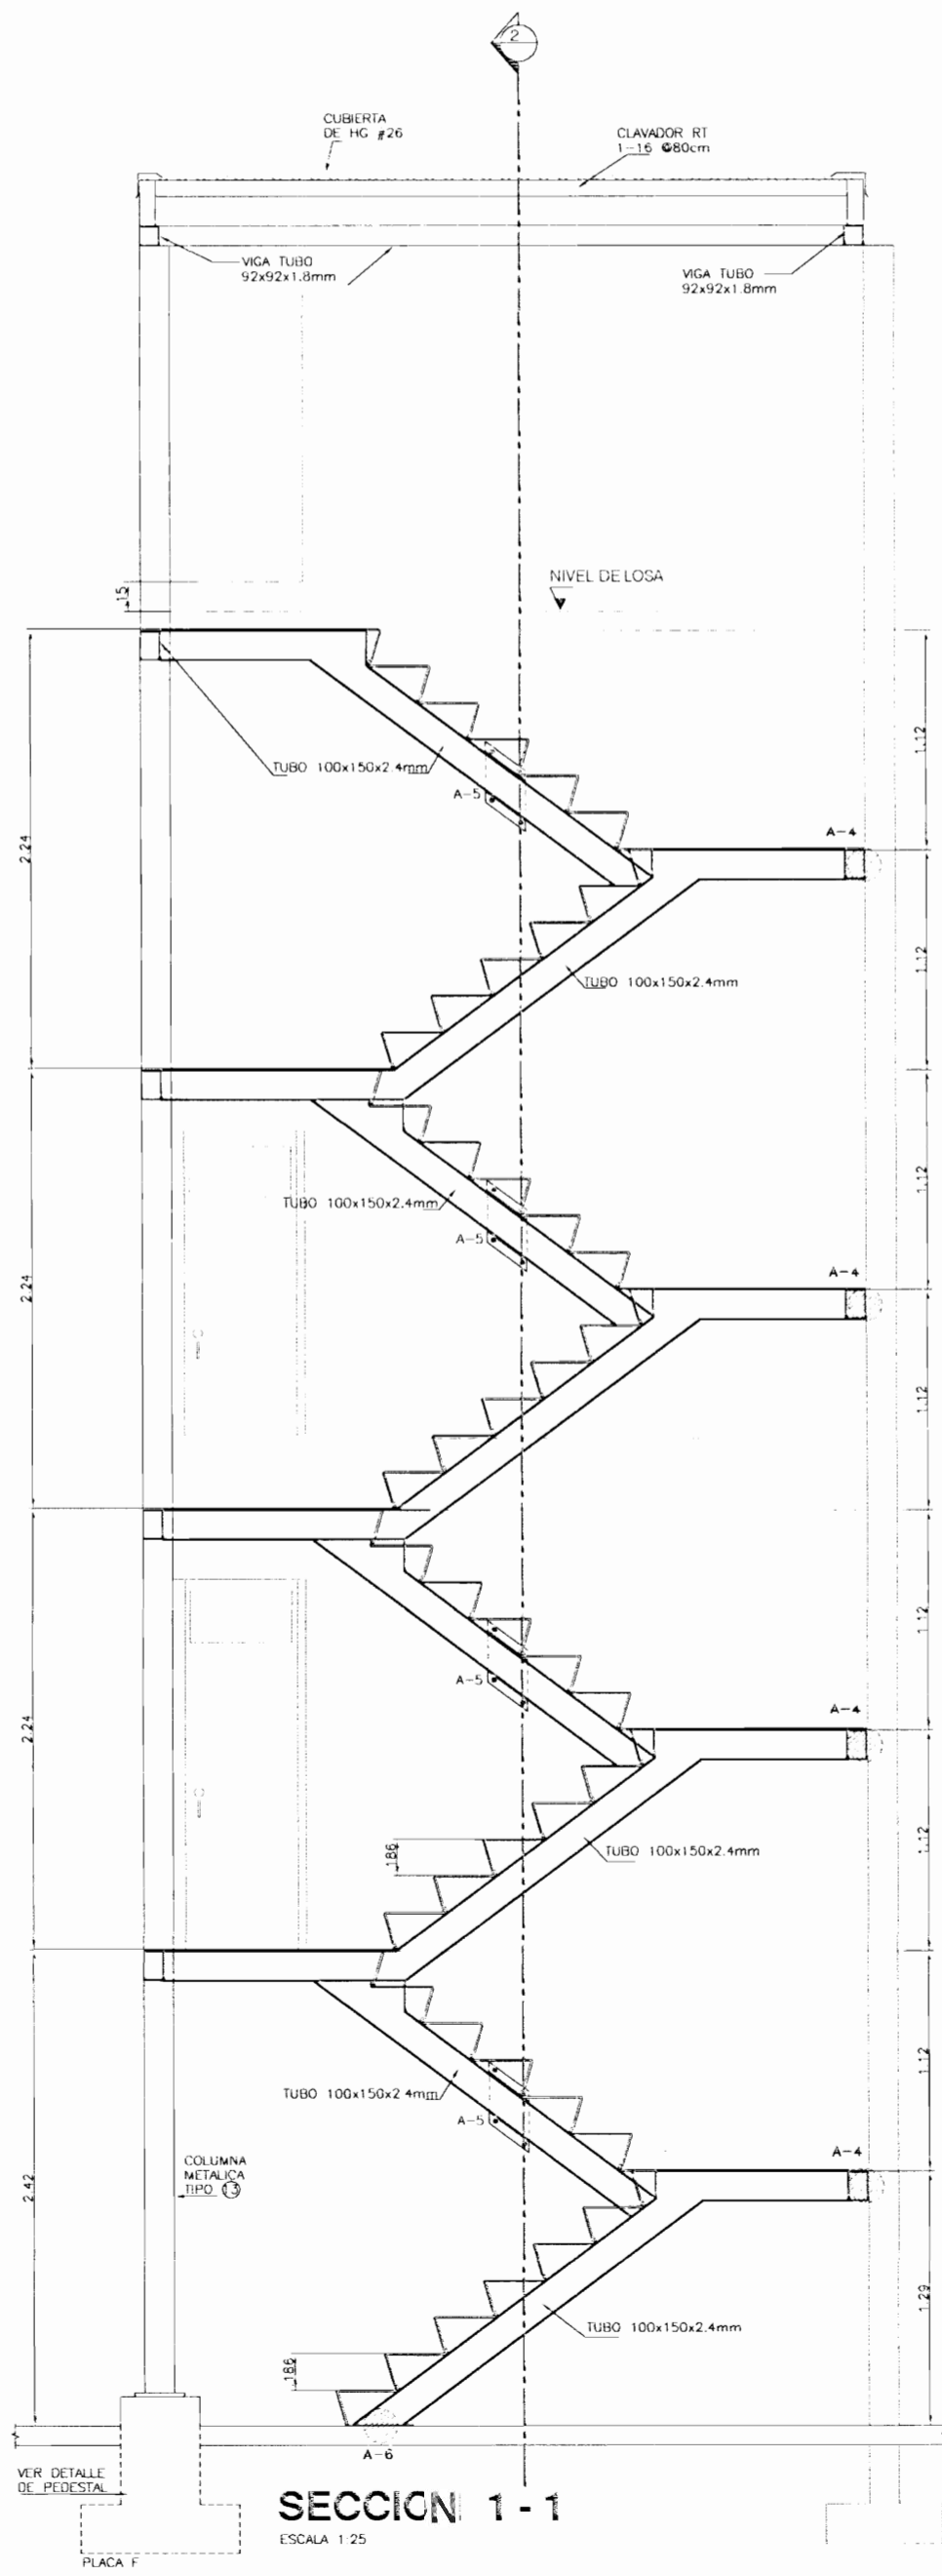 2
CUBIERTA
DE HG #26
CLAVADOR RT
1-16 @80cm
VIGA TUBO
92x92x1.8mm
VIGA TUBO
92x92x1.8mm
NIVEL DE LOSA
15
TUBO 100x150x2.4mm
A-5
1.12
A-4
2.24
1.12
TUBO 100x150x2.4mm
TUBO 100x150x2.4mm
A-5
1.12
A-4
2.24
1.12
A-5
1.12
A-4
2.24
186
TUBO 100x150x2.4mm
1.12
TUBO 100x150x2.4mm
A-5
1.12
A-4
COLUMNA
METALICA
TIPO 13
2.42
1.29
TUBO 100x150x2.4mm
186
A-6
VER DETALLE
DE PEDESTAL
SECCION 1-1
ESCALA 1:25
PLACA F